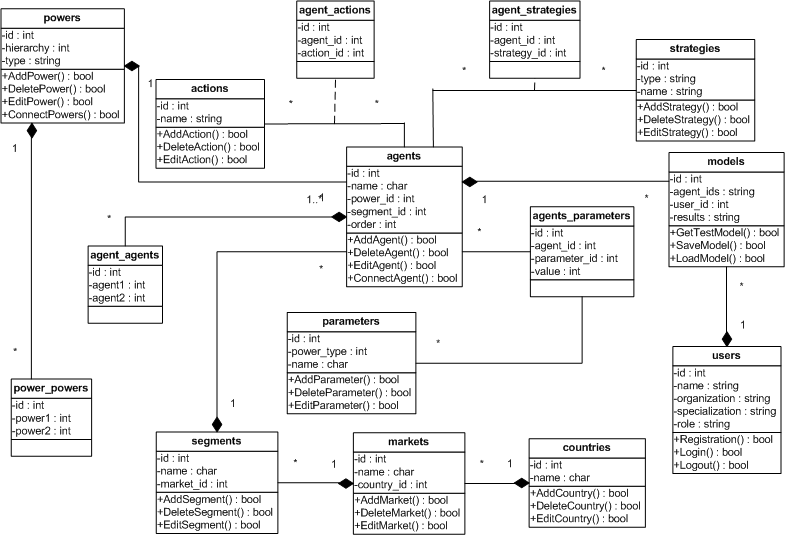 powers
-id : int
-hierarchy : int
-type : string
+AddPower() : bool
+DeletePower() : bool
+EditPower() : bool
+ConnectPowers() : bool
agent_actions
-id : int
-agent_id : int
-action_id : int
agent_strategies
-id : int
-agent_id : int
-strategy_id : int
strategies
-id : int
-type : string
-name : string
+AddStrategy() : bool
+DeleteStrategy() : bool
+EditStrategy() : bool
1
*
*
*
*
actions
-id : int
-name : string
+AddAction() : bool
+DeleteAction() : bool
+EditAction() : bool
agents
-id : int
-name : char
-power_id : int
-segment_id : int
-order : int
+AddAgent() : bool
+DeleteAgent() : bool
+EditAgent() : bool
+ConnectAgent() : bool
models
-id : int
-agent_ids : string
-user_id : int
-results : string
+GetTestModel() : bool
+SaveModel() : bool
+LoadModel() : bool
1
1..*
1
1
*
agents_parameters
-id : int
-agent_id : int
-parameter_id : int
-value : int
*
*
*
agent_agents
-id : int
-agent1 : int
-agent2 : int
parameters
-id : int
-power_type : int
-name : char
+AddParameter() : bool
+DeleteParameter() : bool
+EditParameter() : bool
*
*
1
users
-id : int
-name : string
-organization : string
-specialization : string
-role : string
+Registration() : bool
+Login() : bool
+Logout() : bool
*
power_powers
-id : int
-power1 : int
-power2 : int
1
segments
-id : int
-name : char
-market_id : int
+AddSegment() : bool
+DeleteSegment() : bool
+EditSegment() : bool
*
1
markets
-id : int
-name : char
-country_id : int
+AddMarket() : bool
+DeleteMarket() : bool
+EditMarket() : bool
*
1
countries
-id : int
-name : char
+AddCountry() : bool
+DeleteCountry() : bool
+EditCountry() : bool